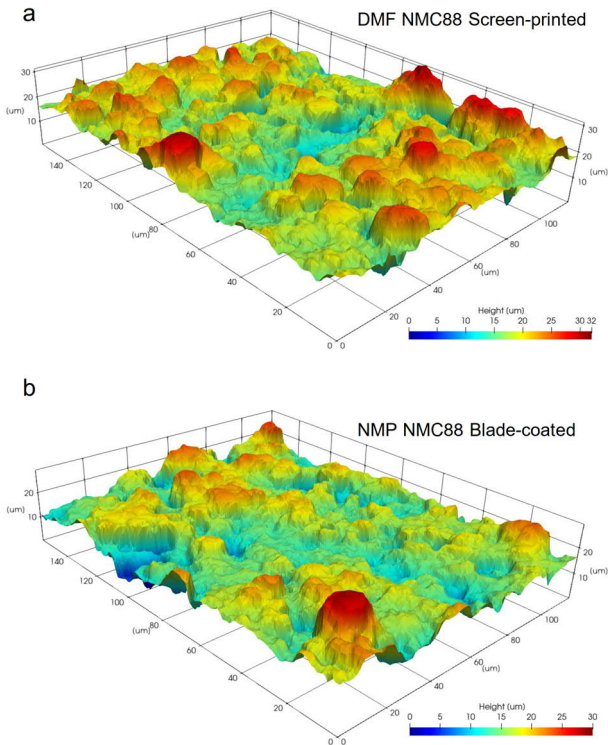 a
DMF NMC88 Screen-printed
30
(um) 20
10
30
20 (um)
10
140
120
100
(um)
80
60
40
20
0 0
20
40
60 (um)
80
100
Height (um)
0 5 10 15 20 25 30 32
b
NMP NMC88 Blade-coated
20
(um) 10
20
10 (um)
140
120
100
(um)
80
60
40
20
0 0
20
40
60 (um)
80
100
Height (um)
0 5 10 15 20 25 30